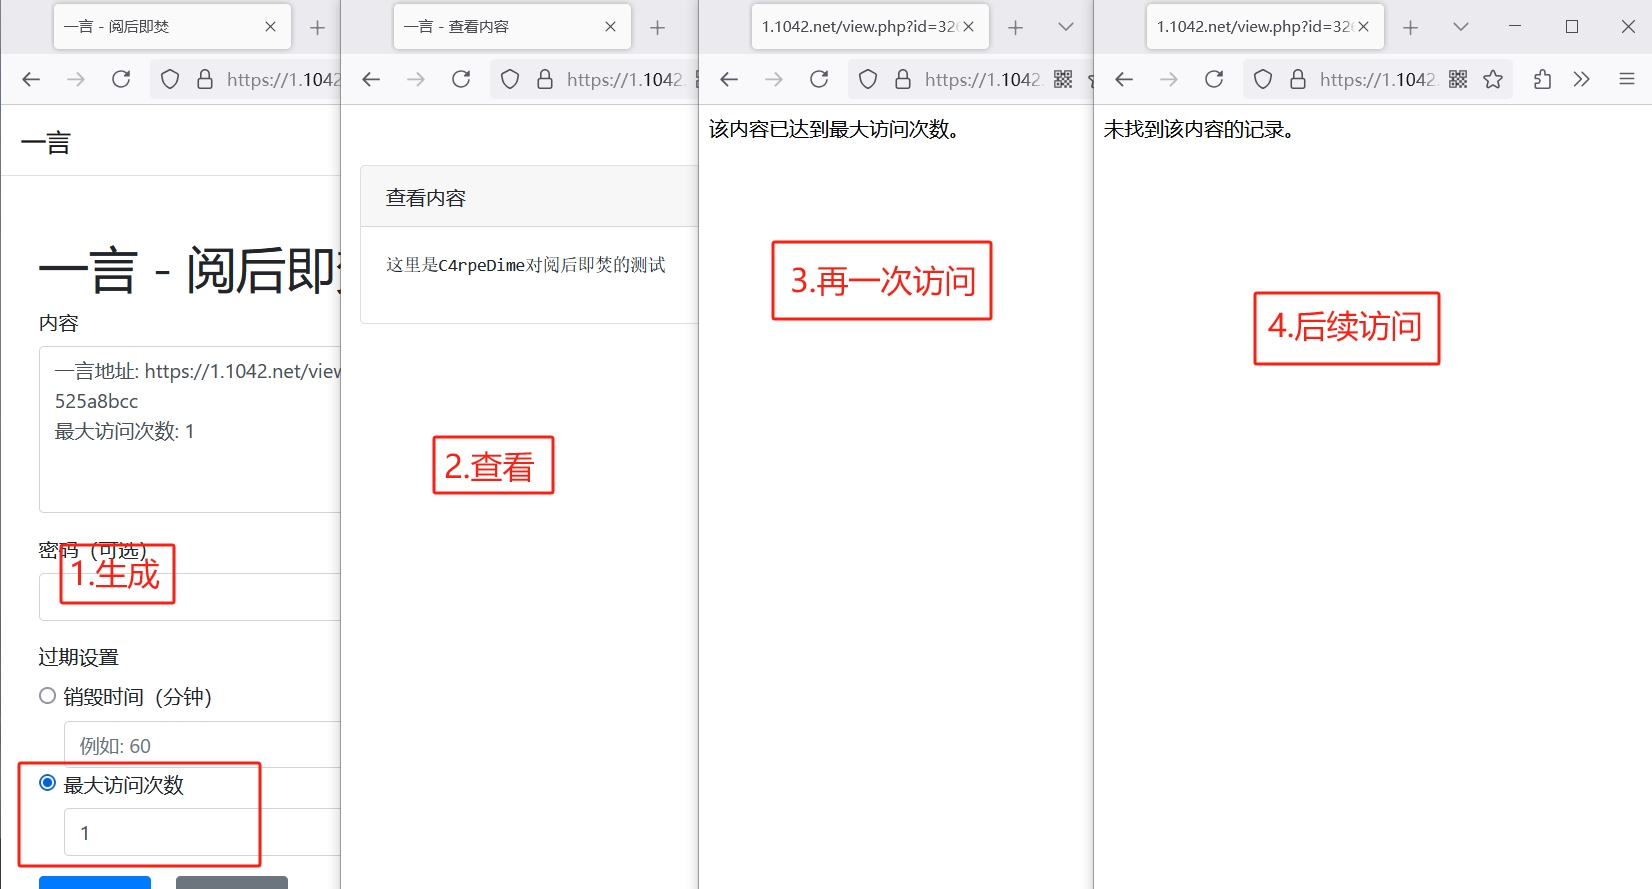 一言 - 阅后即焚
https://1.1042
一言
一言 - 阅后即焚
内容
一言地址: https://1.1042.net/view
525a8bcc
最大访问次数: 1
密码（可选）
1.生成
过期设置
销毁时间（分钟）
例如: 60
最大访问次数
1
一言 - 查看内容
https://1.1042.
查看内容
这里是C4rpeDime对阅后即焚的测试
2.查看
1.1042.net/view.php?id=326
https://1.1042.
该内容已达到最大访问次数。
3.再一次访问
1.1042.net/view.php?id=326
https://1.1042.
未找到该内容的记录。
4.后续访问